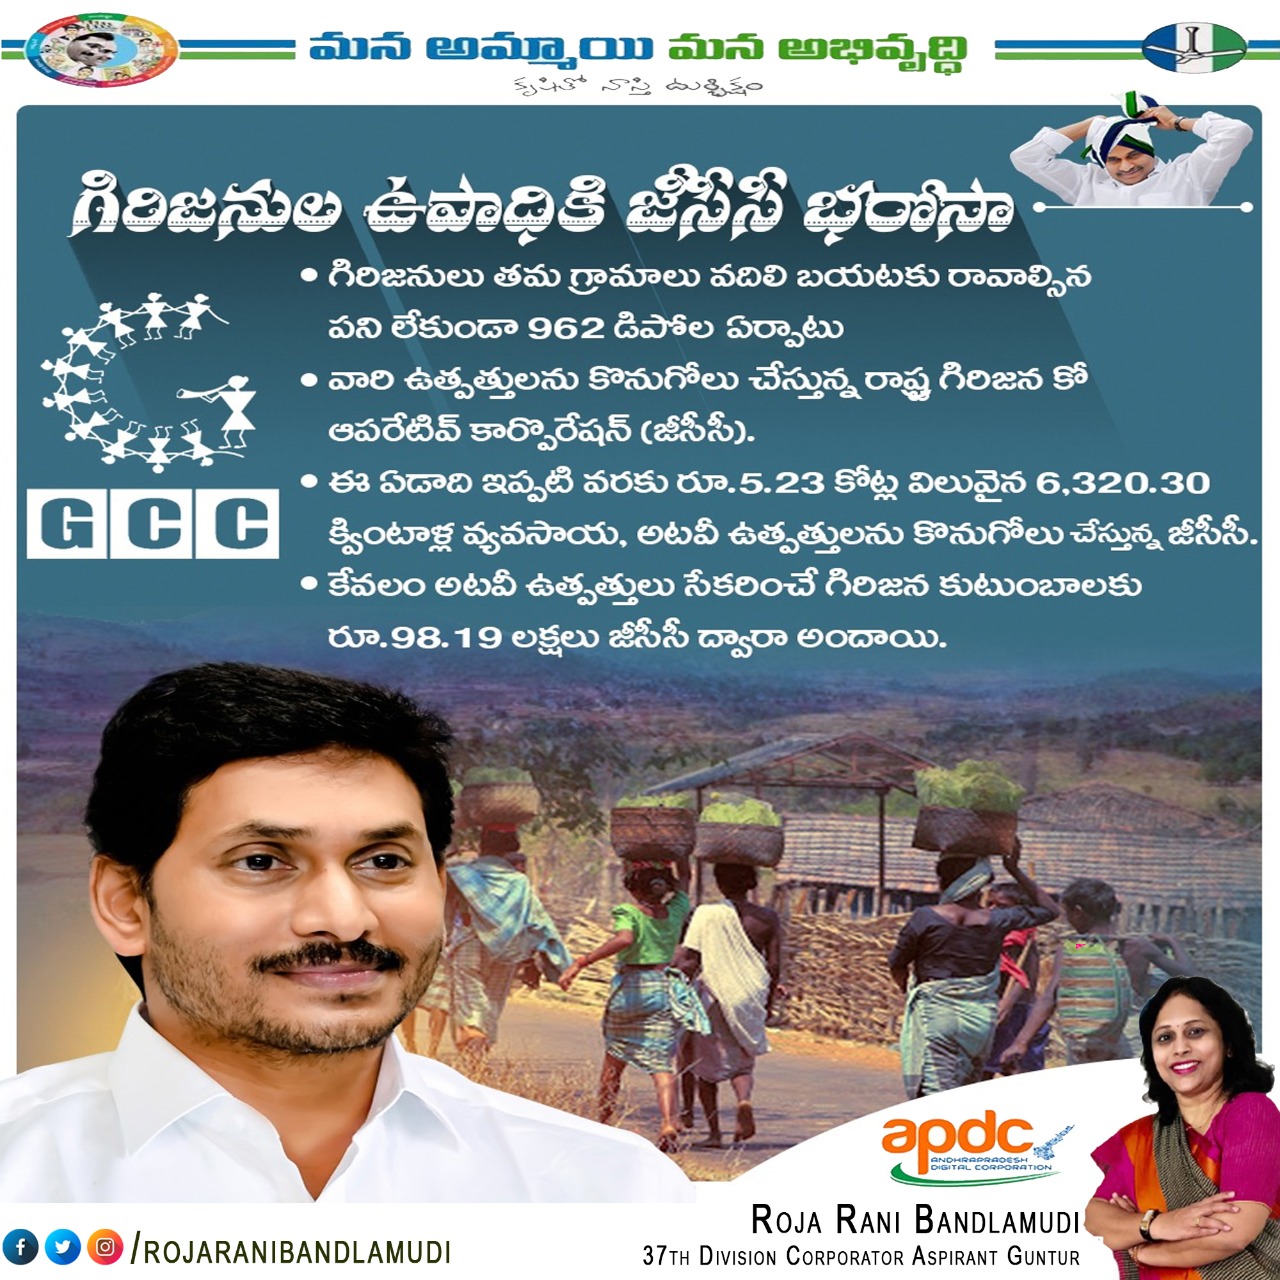 మన అమ్మాయి మన అభివృద్ధి
కృషితో నాస్తి దుర్భిక్షం
గిరిజనుల ఉపాధికి జీసీసీ భరోసా
• గిరిజనులు తమ గ్రామాలు వదిలి బయటకు రావాల్సిన
పని లేకుండా 962 డిపోల ఏర్పాటు
• వారి ఉత్పత్తులను కొనుగోలు చేస్తున్న రాష్ట్ర గిరిజన కో
ఆపరేటివ్ కార్పొరేషన్ (జీసీసీ).
• ఈ ఏడాది ఇప్పటి వరకు రూ.5.23 కోట్ల విలువైన 6,320.30
క్వింటాళ్ల వ్యవసాయ, అటవీ ఉత్పత్తులను కొనుగోలు చేస్తున్న జీసీసీ.
• కేవలం అటవీ ఉత్పత్తులు సేకరించే గిరిజన కుటుంబాలకు
రూ.98.19 లక్షలు జీసీసీ ద్వారా అందాయి.
GCC
apdc
ANDHRAPRADESH
DIGITAL CORPORATION
ROJA RANI BANDLAMUDI
37TH DIVISION CORPORATOR ASPIRANT GUNTUR
/ROJARANIBANDLAMUDI